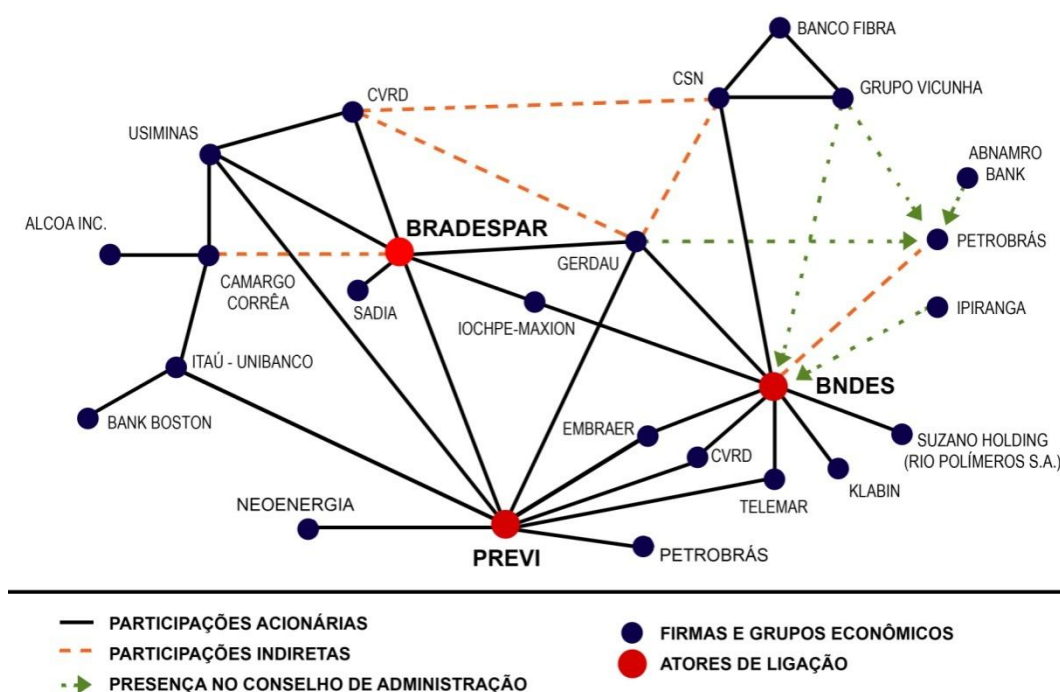 BANCO FIBRA
CSN
GRUPO VICUNHA
CVRD
USIMINAS
ABNAMRO
BANK
ALCOA INC.
BRADESPAR
PETROBRÁS
GERDAU
CAMARGO
CORRÊA
SADIA
IOCHPE-MAXION
IPIRANGA
ITAÚ - UNIBANCO
BNDES
BANK BOSTON
EMBRAER
SUZANO HOLDING
(RIO POLÍMEROS S.A.)
CVRD
KLABIN
TELEMAR
NEOENERGIA
PREVI
PETROBRÁS
PARTICIPAÇÕES ACIONÁRIAS
PARTICIPAÇÕES INDIRETAS
PRESENÇA NO CONSELHO DE ADMINISTRAÇÃO
FIRMAS E GRUPOS ECONÔMICOS
ATORES DE LIGAÇÃO